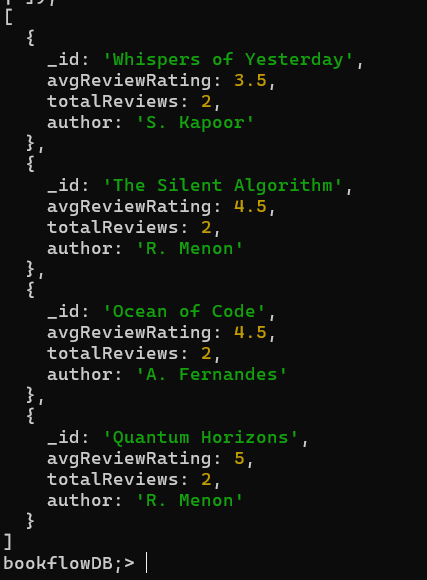 [
  {
    _id: 'Whispers of Yesterday',
    avgReviewRating: 3.5,
    totalReviews: 2,
    author: 'S. Kapoor'
  },
  {
    _id: 'The Silent Algorithm',
    avgReviewRating: 4.5,
    totalReviews: 2,
    author: 'R. Menon'
  },
  {
    _id: 'Ocean of Code',
    avgReviewRating: 4.5,
    totalReviews: 2,
    author: 'A. Fernandes'
  },
  {
    _id: 'Quantum Horizons',
    avgReviewRating: 5,
    totalReviews: 2,
    author: 'R. Menon'
  }
]
bookflowDB;>